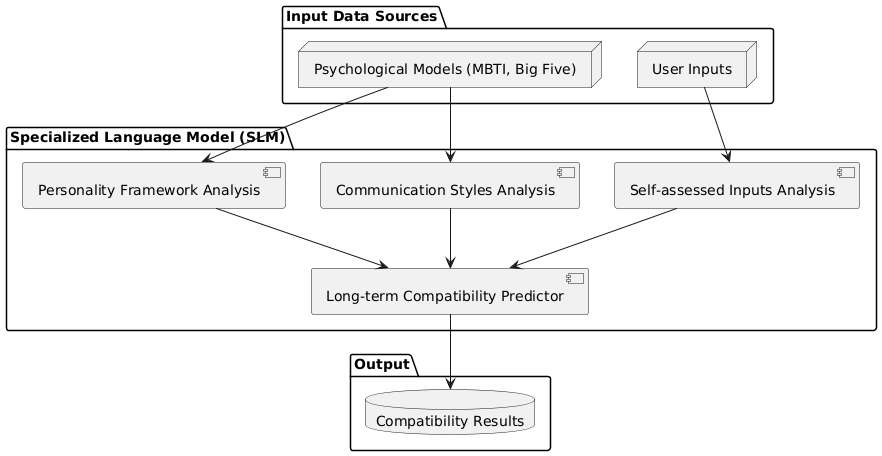 Input Data Sources
Psychological Models (MBTI, Big Five)
User Inputs
Specialized Language Model (SLM)
Personality Framework Analysis
Communication Styles Analysis
Self-assessed Inputs Analysis
Long-term Compatibility Predictor
Output
Compatibility Results